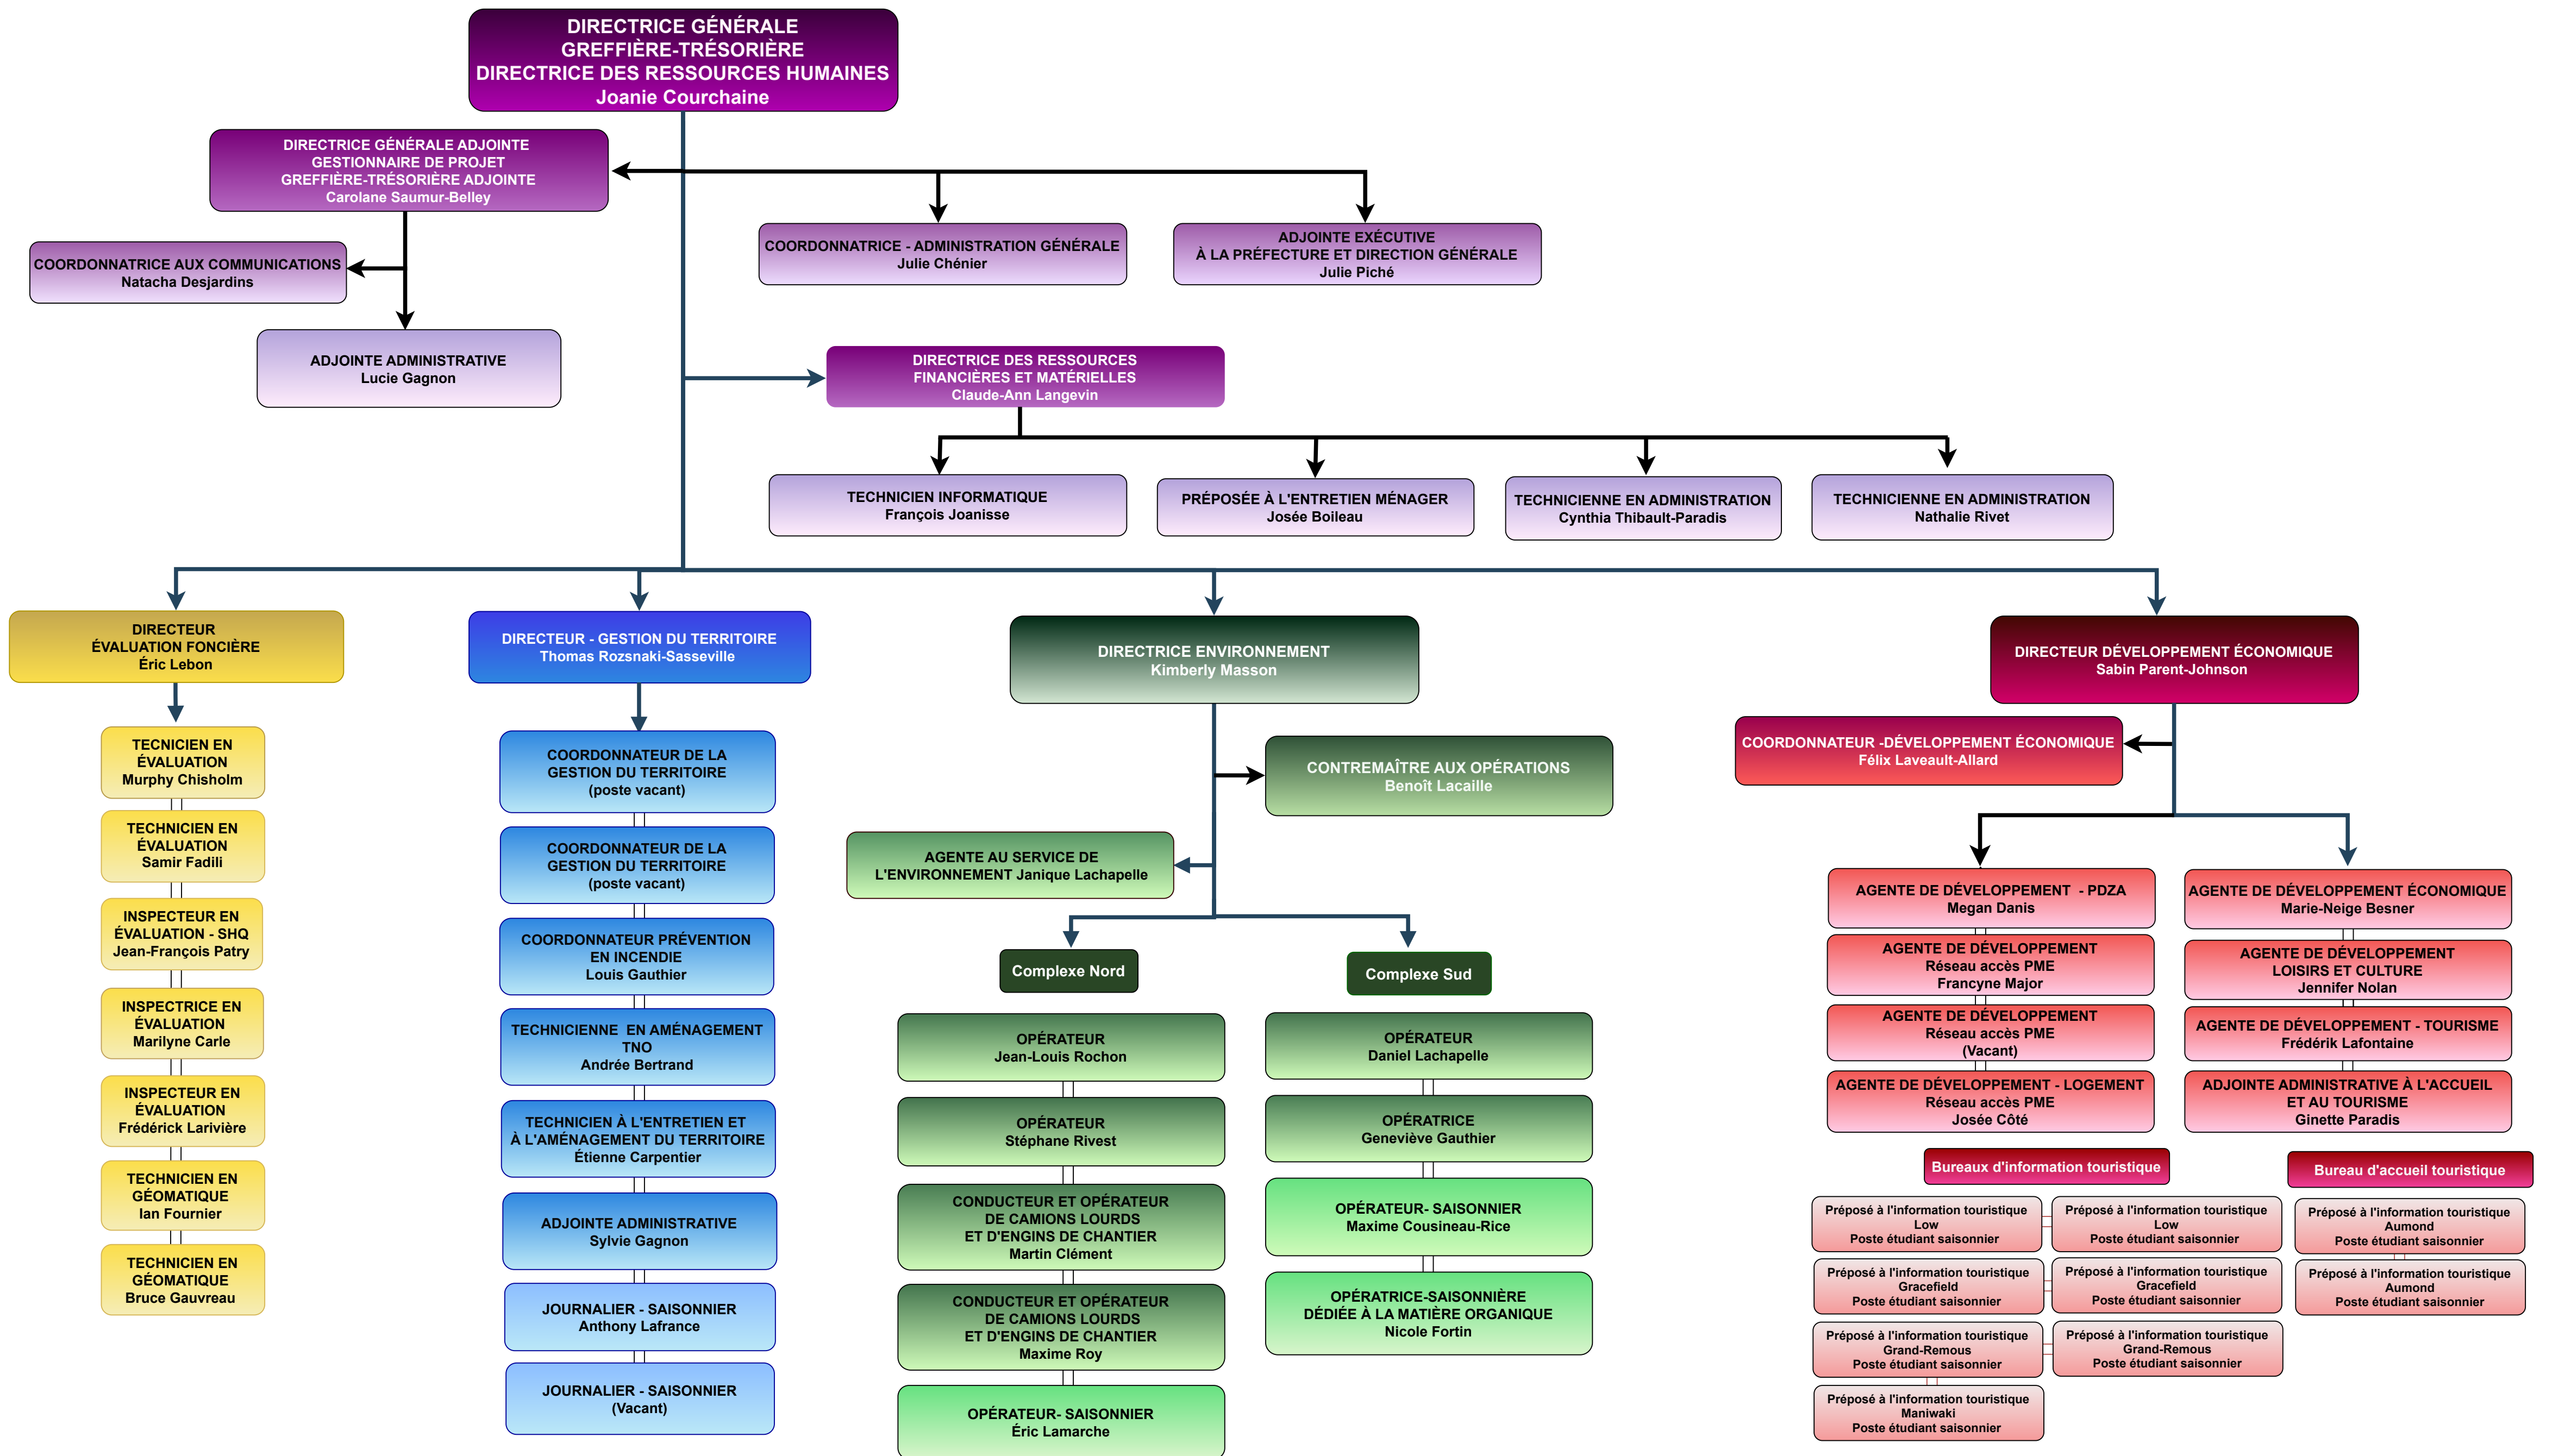 DIRECTRICE GÉNÉRALE
GREFFIÈRE-TRÉSORIÈRE
DIRECTRICE DES RESSOURCES HUMAINES
Joanie Courchaine
DIRECTRICE GÉNÉRALE ADJOINTE
GESTIONNAIRE DE PROJET
GREFFIÈRE-TRÉSORIÈRE ADJOINTE
Carolane Saumur-Belley
COORDONNATRICE - ADMINISTRATION GÉNÉRALE
Julie Chénier
ADJOINTE EXÉCUTIVE
À LA PRÉFECTURE ET DIRECTION GÉNÉRALE
Julie Piché
COORDONNATRICE AUX COMMUNICATIONS
Natacha Desjardins
ADJOINTE ADMINISTRATIVE
Lucie Gagnon
DIRECTRICE DES RESSOURCES
FINANCIÈRES ET MATÉRIELLES
Claude-Ann Langevin
TECHNICIEN INFORMATIQUE
François Joanisse
PRÉPOSÉE À L'ENTRETIEN MÉNAGER
Josée Boileau
TECHNICIENNE EN ADMINISTRATION
Cynthia Thibault-Paradis
TECHNICIENNE EN ADMINISTRATION
Nathalie Rivet
DIRECTEUR
ÉVALUATION FONCIÈRE
Éric Lebon
TECNICIEN EN
ÉVALUATION
Murphy Chisholm
TECHNICIEN EN
ÉVALUATION
Samir Fadili
INSPECTEUR EN
ÉVALUATION - SHQ
Jean-François Patry
INSPECTRICE EN
ÉVALUATION
Marilyne Carle
INSPECTEUR EN
ÉVALUATION
Frédérick Larivière
TECHNICIEN EN
GÉOMATIQUE
Ian Fournier
TECHNICIEN EN
GÉOMATIQUE
Bruce Gauvreau
DIRECTEUR - GESTION DU TERRITOIRE
Thomas Rozsnaki-Sasseville
COORDONNATEUR DE LA
GESTION DU TERRITOIRE
(poste vacant)
COORDONNATEUR DE LA
GESTION DU TERRITOIRE
(poste vacant)
COORDONNATEUR PRÉVENTION
EN INCENDIE
Louis Gauthier
TECHNICIENNE EN AMÉNAGEMENT
TNO
Andrée Bertrand
TECHNICIEN À L'ENTRETIEN ET
À L'AMÉNAGEMENT DU TERRITOIRE
Étienne Carpentier
ADJOINTE ADMINISTRATIVE
Sylvie Gagnon
JOURNALIER - SAISONNIER
Anthony Lafrance
JOURNALIER - SAISONNIER
(Vacant)
DIRECTRICE ENVIRONNEMENT
Kimberly Masson
CONTREMAÎTRE AUX OPÉRATIONS
Benoît Lacaille
AGENTE AU SERVICE DE
L'ENVIRONNEMENT Janique Lachapelle
Complexe Nord
OPÉRATEUR
Jean-Louis Rochon
OPÉRATEUR
Stéphane Rivest
CONDUCTEUR ET OPÉRATEUR
DE CAMIONS LOURDS
ET D'ENGINS DE CHANTIER
Martin Clément
CONDUCTEUR ET OPÉRATEUR
DE CAMIONS LOURDS
ET D'ENGINS DE CHANTIER
Maxime Roy
OPÉRATEUR- SAISONNIER
Éric Lamarche
Complexe Sud
OPÉRATEUR
Daniel Lachapelle
OPÉRATRICE
Geneviève Gauthier
OPÉRATEUR- SAISONNIER
Maxime Cousineau-Rice
OPÉRATRICE-SAISONNIÈRE
DÉDIÉE À LA MATIÈRE ORGANIQUE
Nicole Fortin
DIRECTEUR DÉVELOPPEMENT ÉCONOMIQUE
Sabin Parent-Johnson
COORDONNATEUR -DÉVELOPPEMENT ÉCONOMIQUE
Félix Laveault-Allard
AGENTE DE DÉVELOPPEMENT - PDZA
Megan Danis
AGENTE DE DÉVELOPPEMENT
Réseau accès PME
Francyne Major
AGENTE DE DÉVELOPPEMENT
Réseau accès PME
(Vacant)
AGENTE DE DÉVELOPPEMENT - LOGEMENT
Réseau accès PME
Josée Côté
AGENTE DE DÉVELOPPEMENT ÉCONOMIQUE
Marie-Neige Besner
AGENTE DE DÉVELOPPEMENT
LOISIRS ET CULTURE
Jennifer Nolan
AGENTE DE DÉVELOPPEMENT - TOURISME
Frédérik Lafontaine
ADJOINTE ADMINISTRATIVE À L'ACCUEIL
ET AU TOURISME
Ginette Paradis
Bureaux d'information touristique
Préposé à l'information touristique
Low
Poste étudiant saisonnier
Préposé à l'information touristique
Low
Poste étudiant saisonnier
Préposé à l'information touristique
Gracefield
Poste étudiant saisonnier
Préposé à l'information touristique
Gracefield
Poste étudiant saisonnier
Préposé à l'information touristique
Grand-Remous
Poste étudiant saisonnier
Préposé à l'information touristique
Grand-Remous
Poste étudiant saisonnier
Préposé à l'information touristique
Maniwaki
Poste étudiant saisonnier
Bureau d'accueil touristique
Préposé à l'information touristique
Aumond
Poste étudiant saisonnier
Préposé à l'information touristique
Aumond
Poste étudiant saisonnier